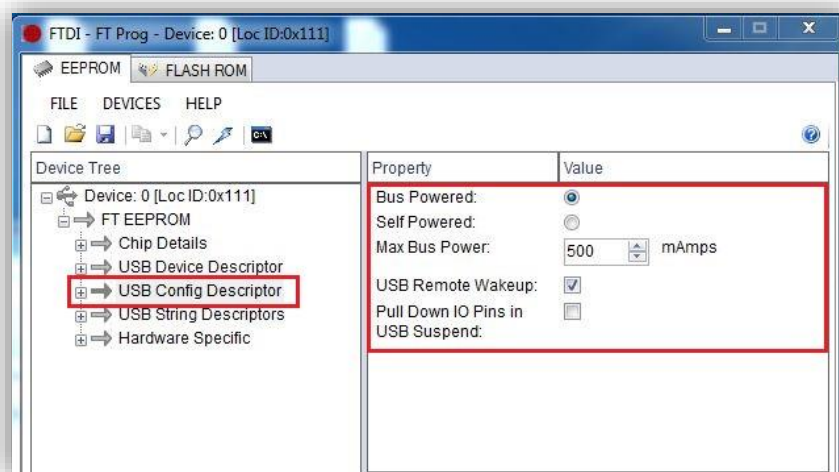 FTDI - FT Prog - Device: 0 [Loc ID:0x111]
EEPROM FLASH ROM
FILE DEVICES HELP
C:\
Device Tree
Property Value
Device: 0 [Loc ID:0x111]
FT EEPROM
Chip Details
USB Device Descriptor
USB Config Descriptor
USB String Descriptors
Hardware Specific
Bus Powered:
Self Powered:
Max Bus Power: 500 mAmps
USB Remote Wakeup:
Pull Down IO Pins in
USB Suspend: